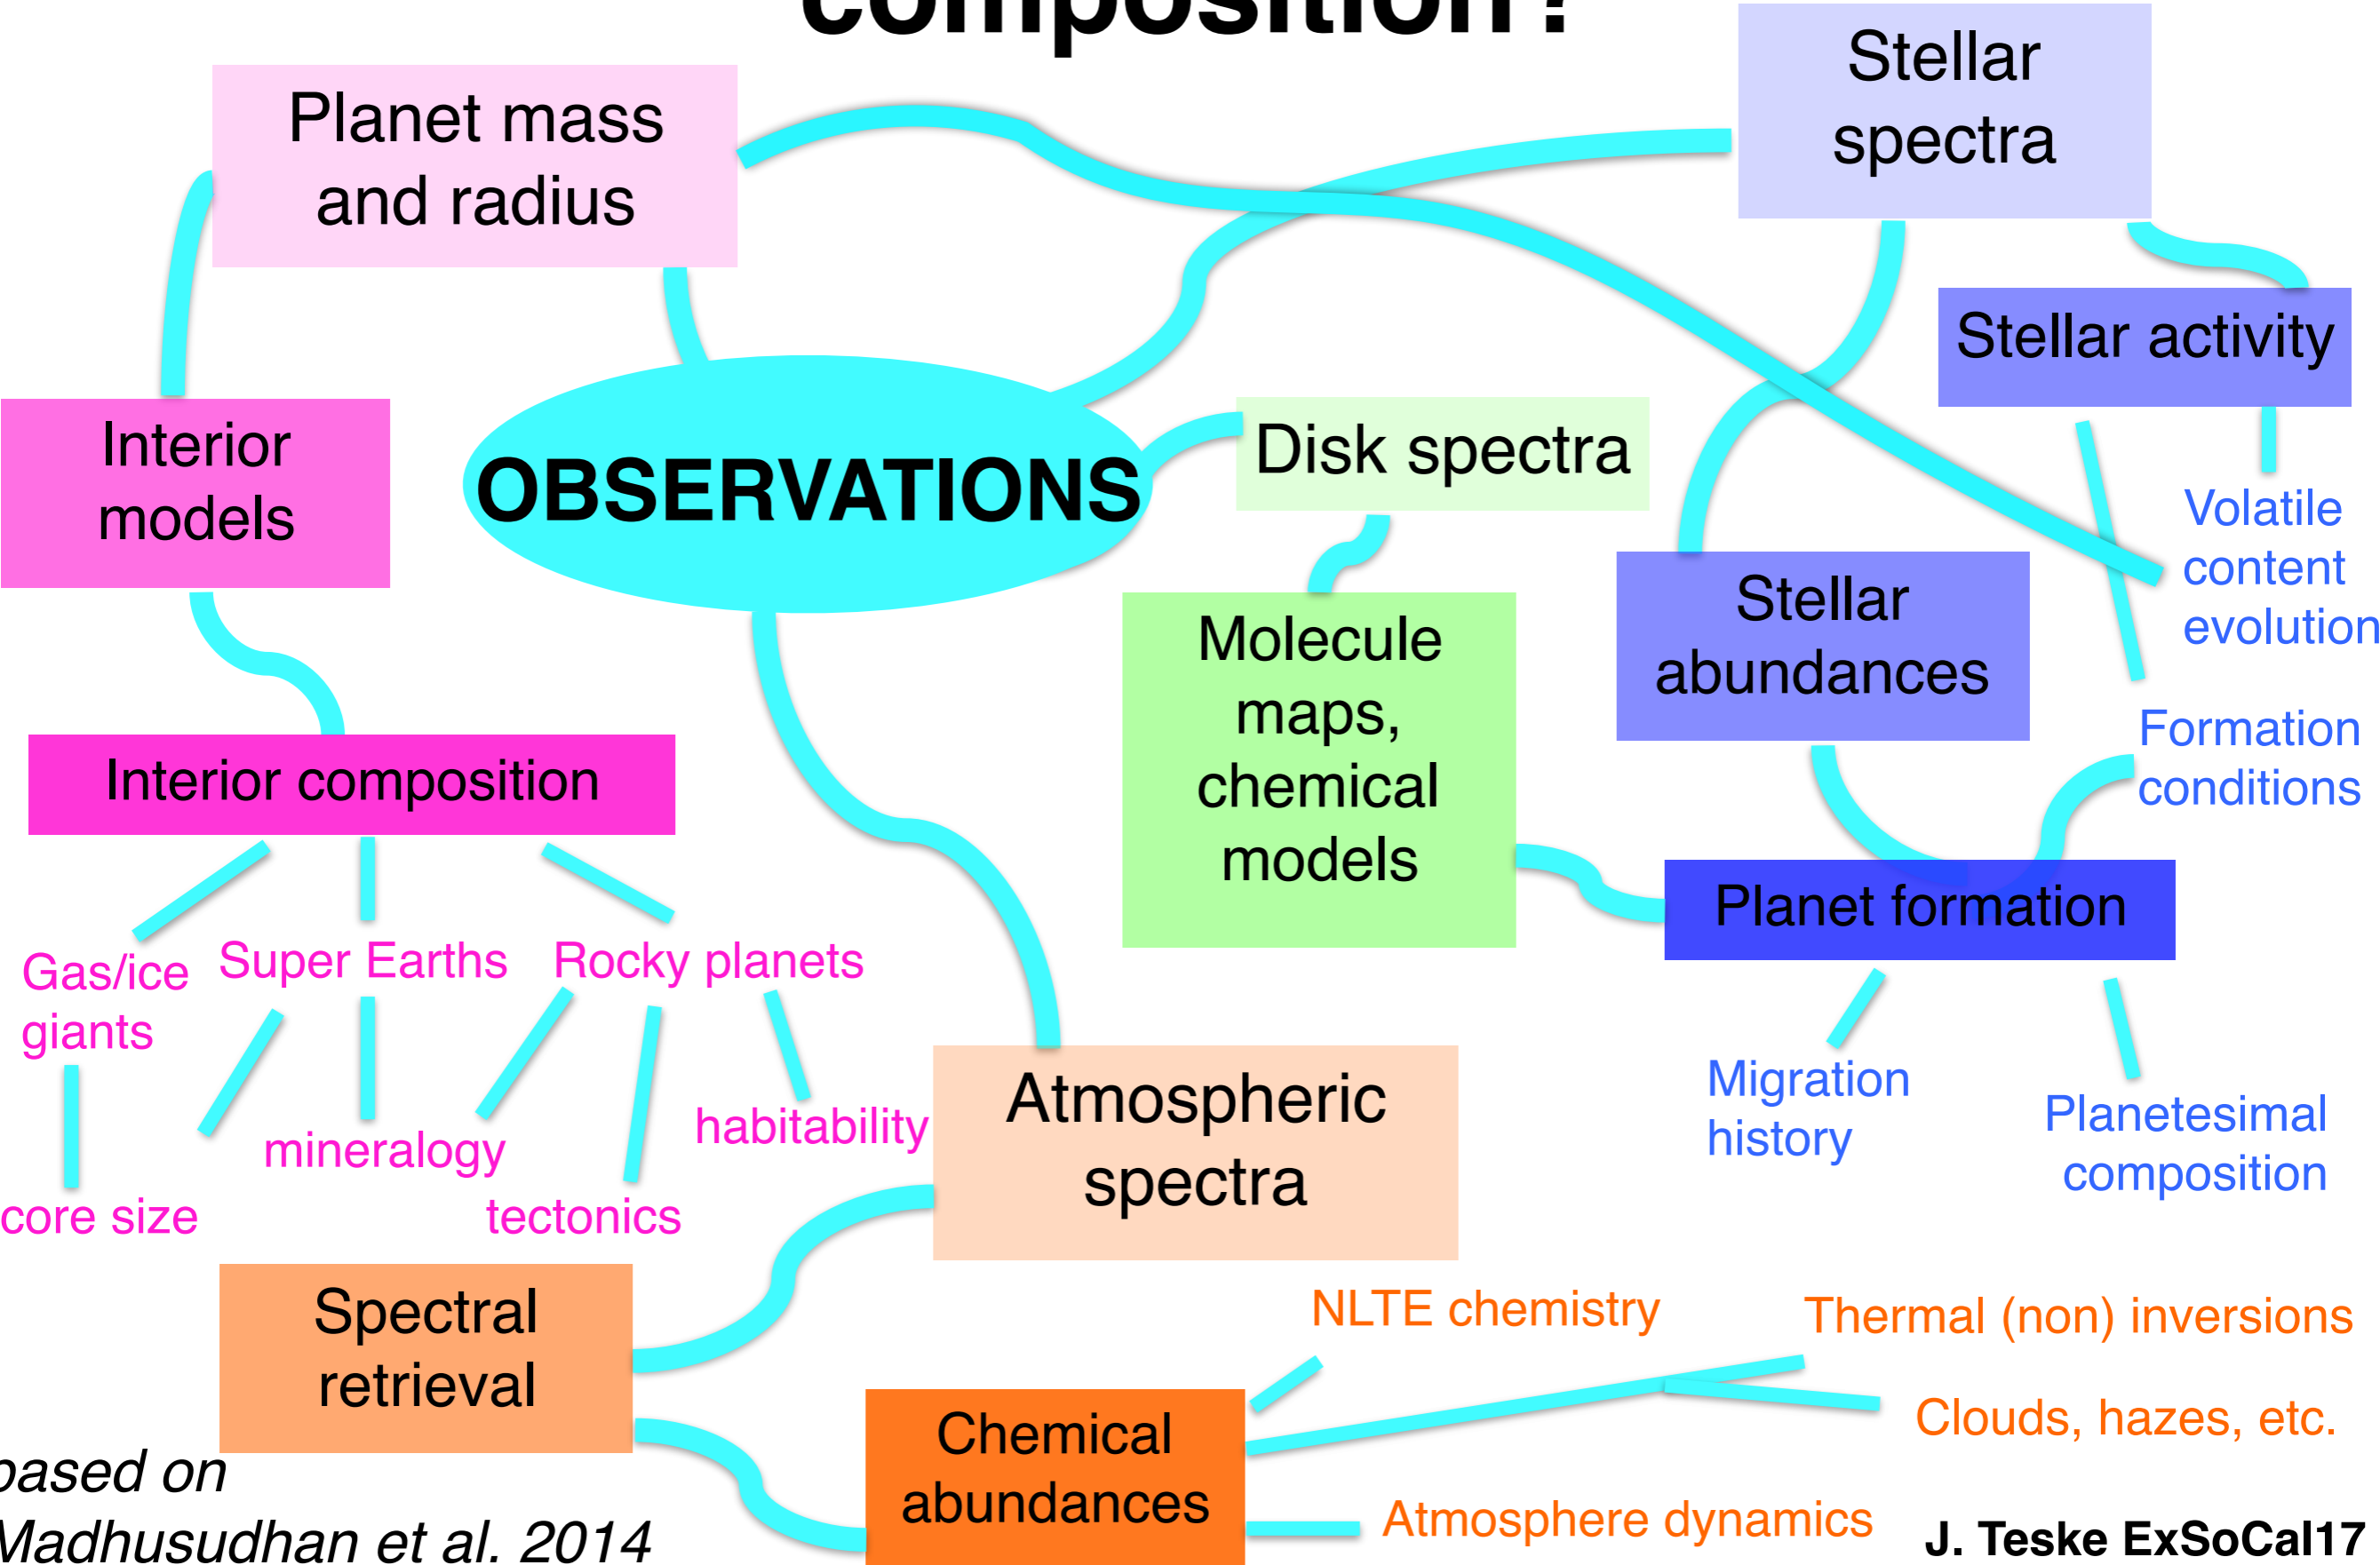 composition?
Planet mass
and radius
Stellar
spectra
Stellar activity
Interior
models
OBSERVATIONS
Disk spectra
Volatile
content
evolution
Stellar
abundances
Molecule
maps,
chemical
models
Formation
conditions
Interior composition
Planet formation
Gas/ice
giants
Super Earths
Rocky planets
Migration
history
Planetesimal
composition
core size
mineralogy
tectonics
habitability
Atmospheric
spectra
Spectral
retrieval
NLTE chemistry
Thermal (non) inversions
Clouds, hazes, etc.
Chemical
abundances
Atmosphere dynamics
based on
Madhusudhan et al. 2014
J. Teske ExSoCal17